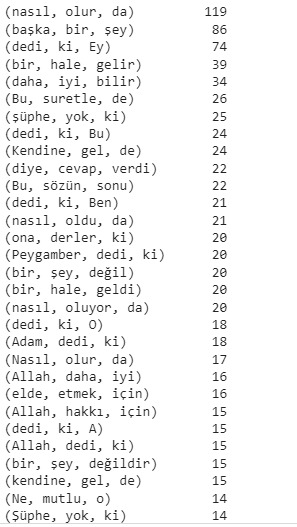 (nasıl, olur, da) 119
(başka, bir, şey) 86
(dedi, ki, Ey) 74
(bir, hale, gelir) 39
(daha, iyi, bilir) 34
(Bu, suretle, de) 26
(şüphe, yok, ki) 25
(dedi, ki, Bu) 24
(Kendine, gel, de) 24
(diye, cevap, verdi) 22
(Bu, sözün, sonu) 22
(dedi, ki, Ben) 21
(nasıl, oldu, da) 21
(ona, derler, ki) 20
(Peygamber, dedi, ki) 20
(bir, şey, değil) 20
(bir, hale, geldi) 20
(nasıl, oluyor, da) 20
(dedi, ki, O) 18
(Adam, dedi, ki) 18
(Nasıl, olur, da) 17
(Allah, daha, iyi) 16
(elde, etmek, için) 16
(Allah, hakkı, için) 15
(dedi, ki, A) 15
(Allah, dedi, ki) 15
(bir, şey, değildir) 15
(kendine, gel, de) 15
(Ne, mutlu, o) 14
(Şüphe, yok, ki) 14